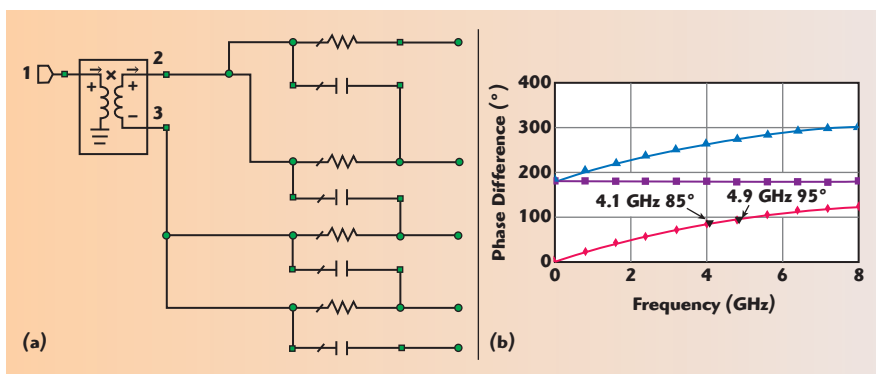 1
2
3
+
+
-
(a)
Phase Difference (°)
400
300
200
100
0
4.1 GHz 85°
4.9 GHz 95°
0
2
4
6
8
Frequency (GHz)
(b)